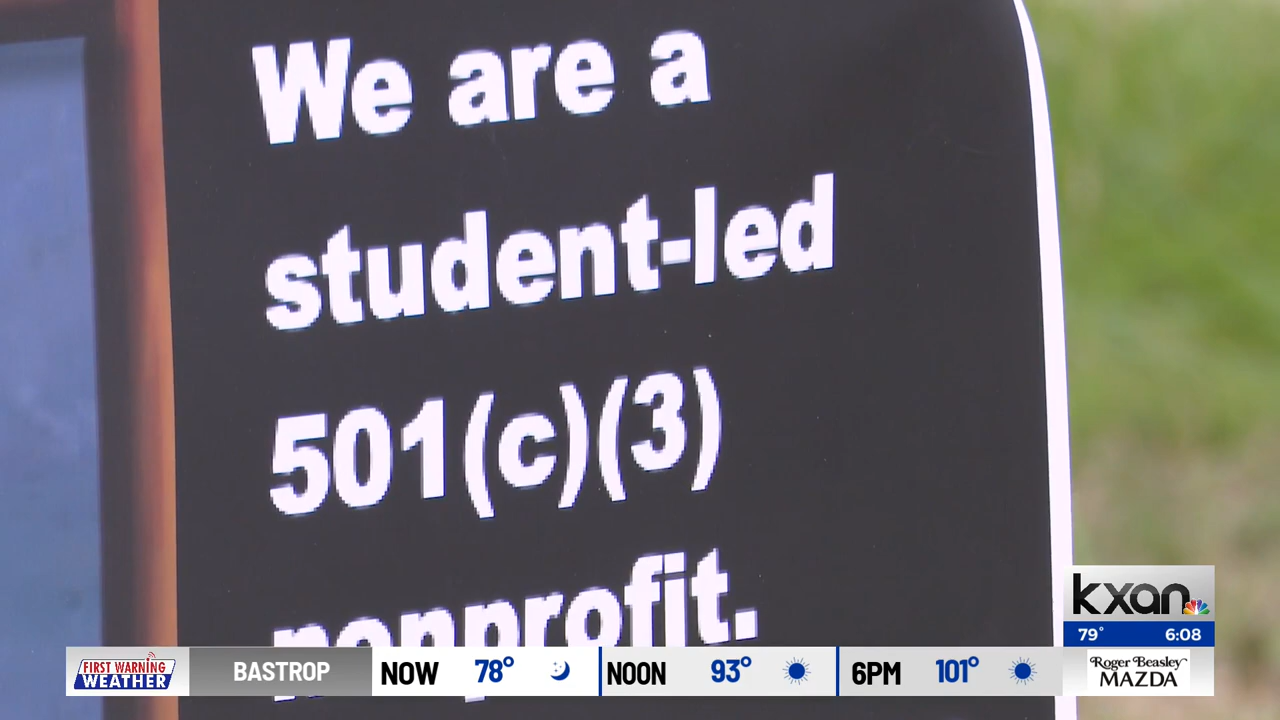 We are a
student-led
501(c)(3)
nonprofit.
kxan
79° 6:08
FIRST WARNING
WEATHER
BASTROP
NOW 78°
NOON 93°
6PM 101°
Roger Beasley
MAZDA